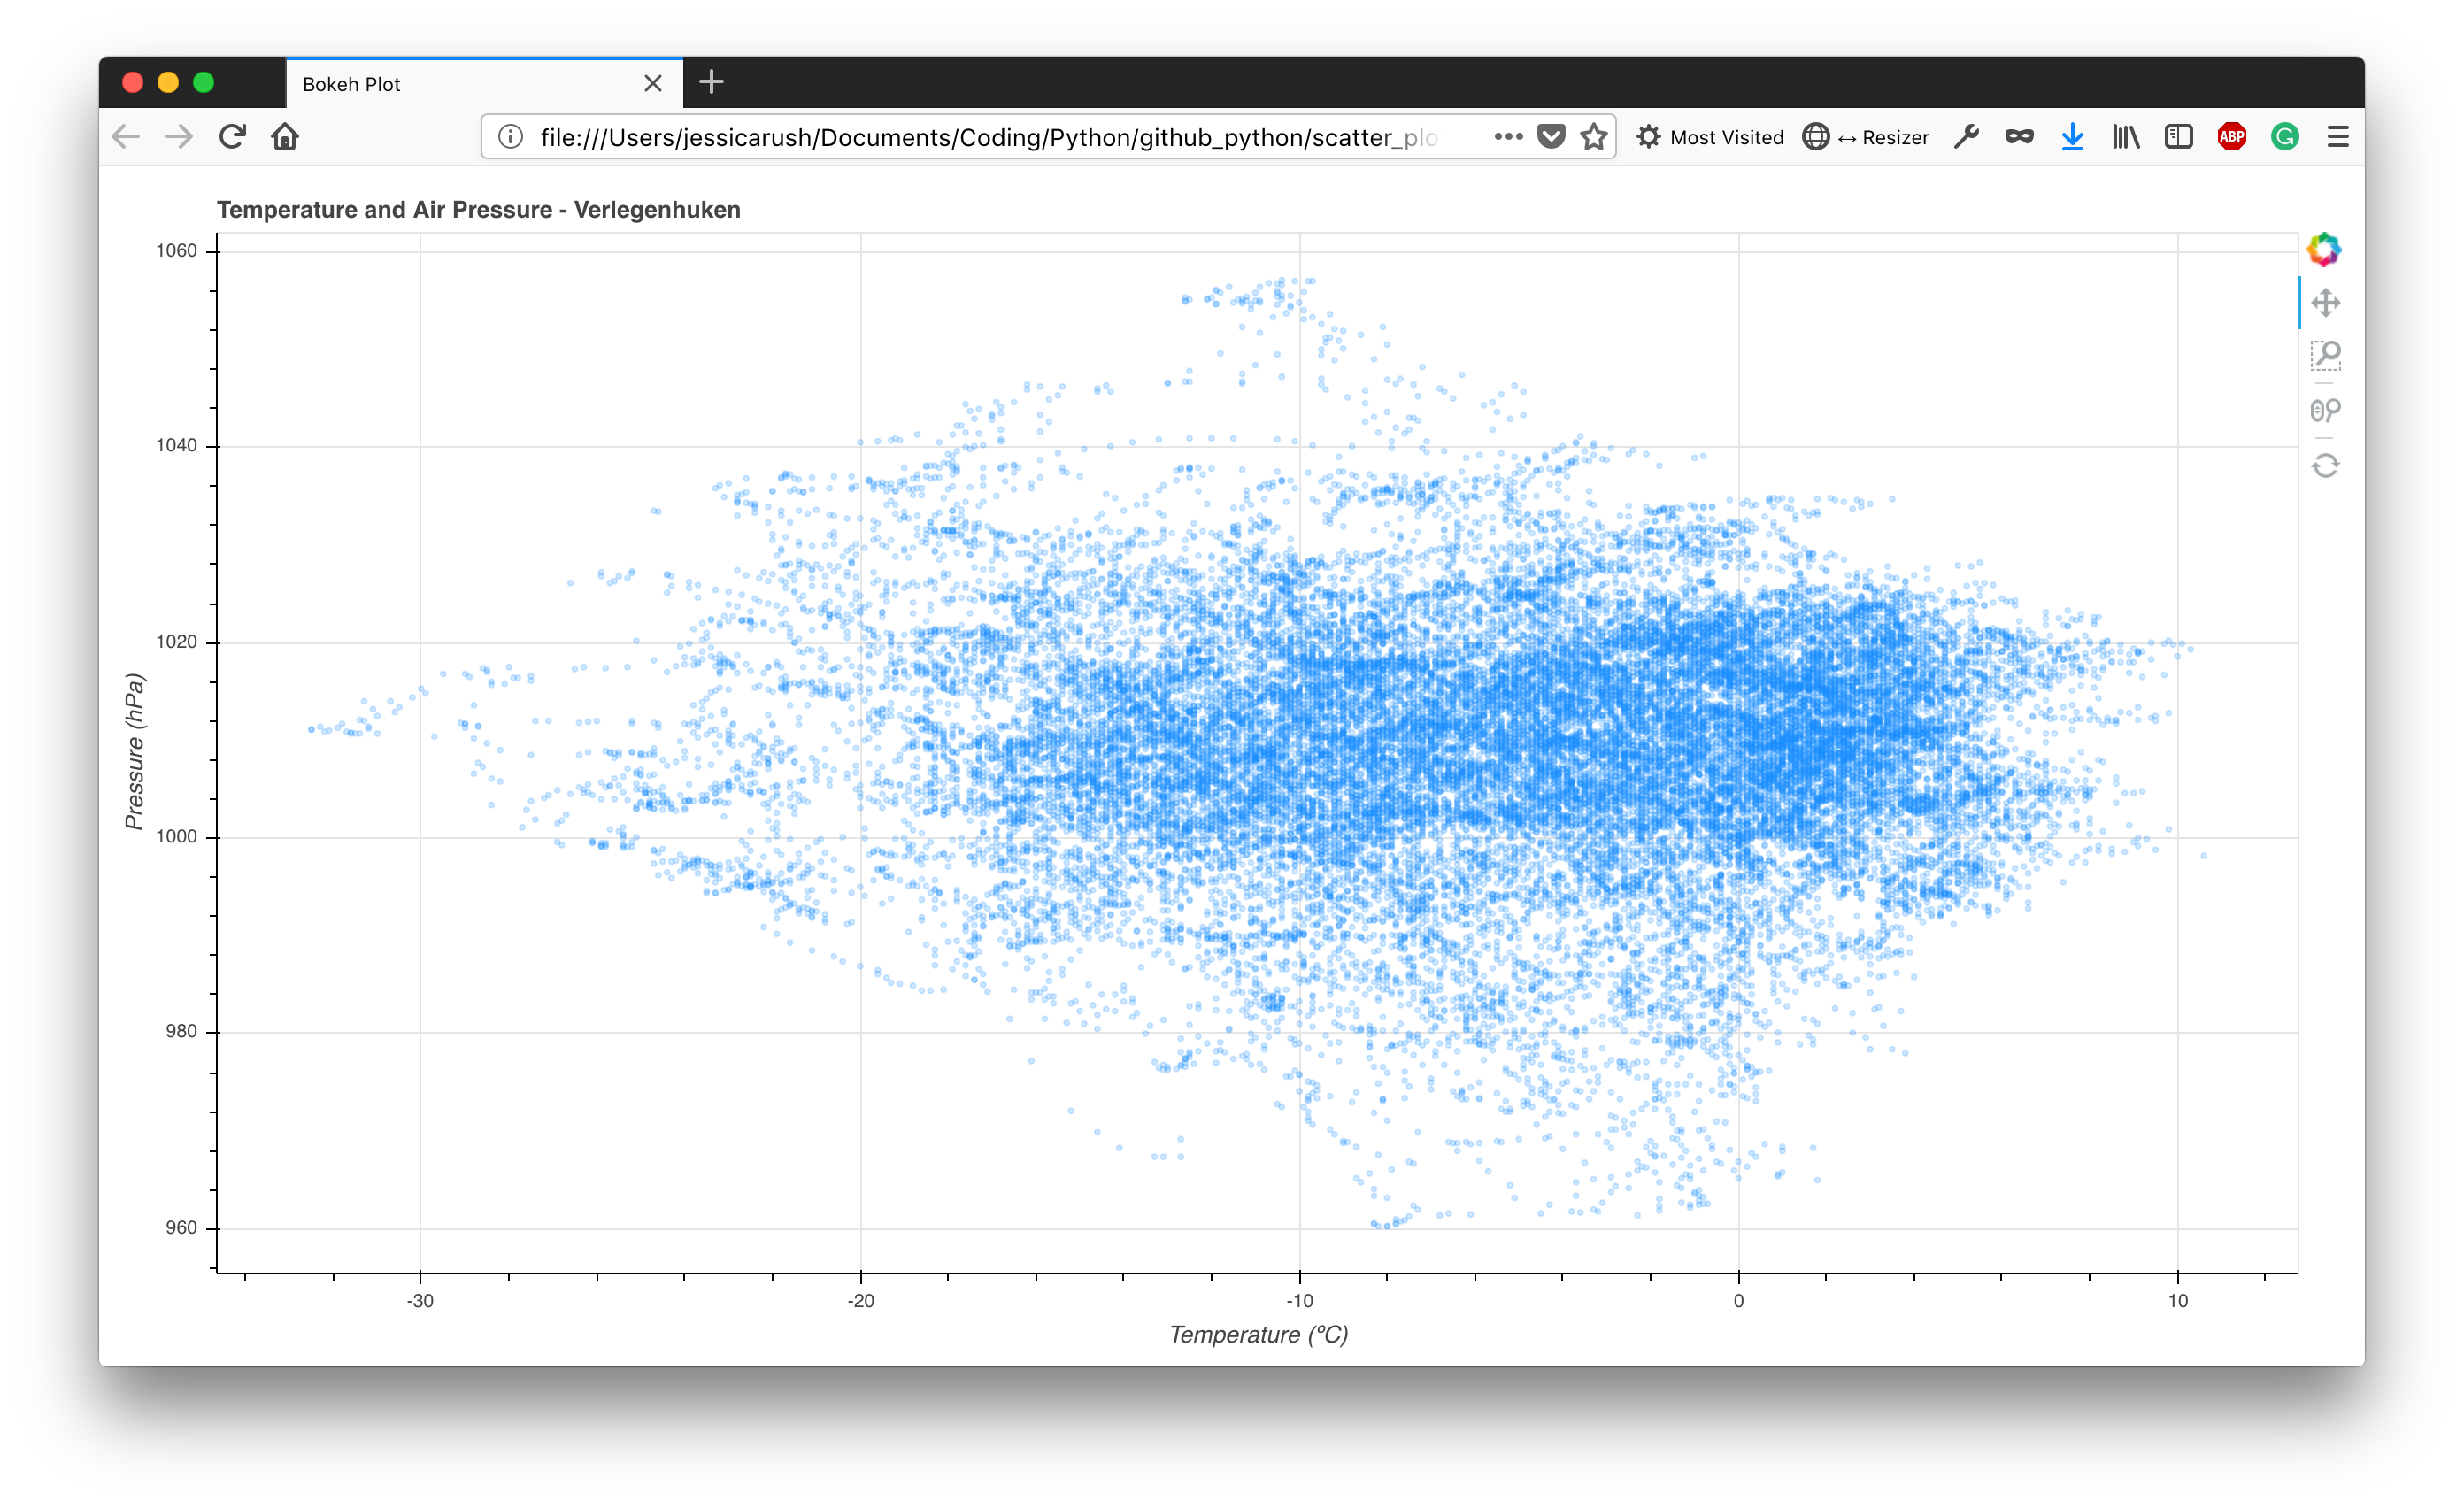 Bokeh Plot
file:///Users/jessicarush/Documents/Coding/Python/github_python/scatter_plo
Most Visited
↔ Resizer
ABP
Temperature and Air Pressure - Verlegenhuken
1060
1040
1020
1000
980
960
Pressure (hPa)
-30 -20 -10 0 10
Temperature (°C)